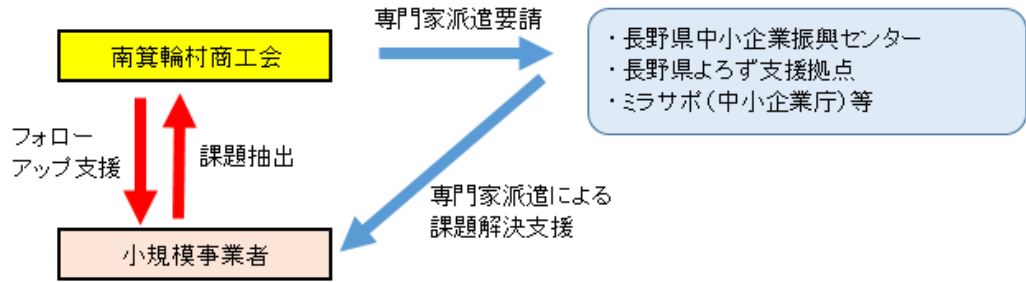 専門家派遣要請
南箕輪村商工会
・長野県中小企業振興センター
・長野県よろず支援拠点
・ミラサポ(中小企業庁)等
フォロー
アップ支援
課題抽出
専門家派遣による
課題解決支援
小規模事業者